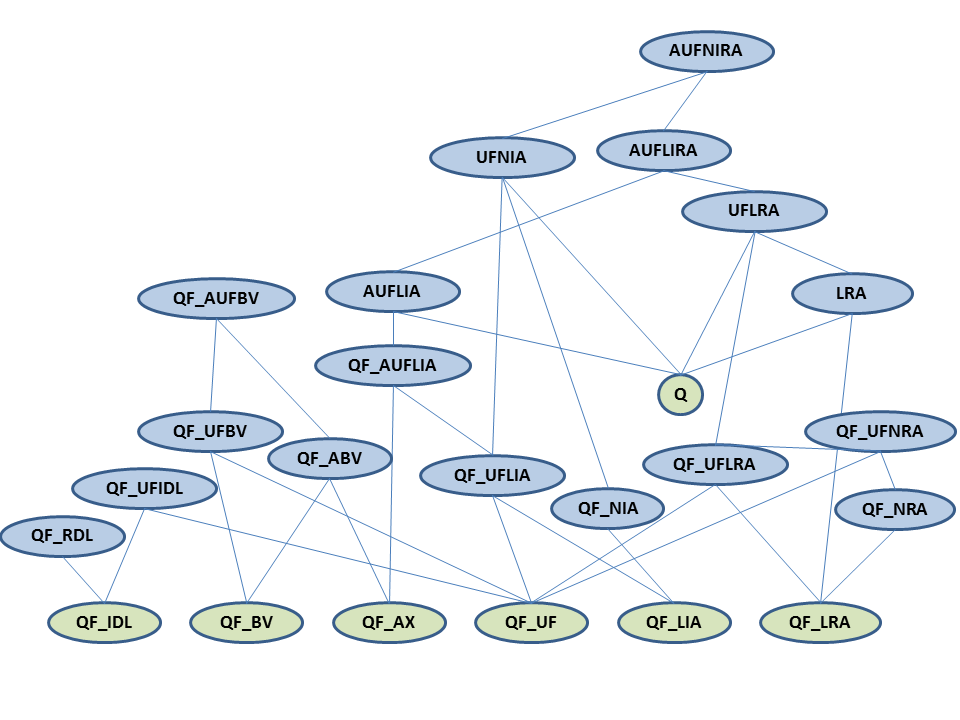 AUFNIRA
UFNIA
AUFLIRA
UFLRA
QF_AUFBV
AUFLIA
LRA
QF_AUFLIA
Q
QF_UFBV
QF_UFNRA
QF_ABV
QF_UFLRA
QF_UFIDL
QF_UFLIA
QF_NIA
QF_NRA
QF_RDL
QF_IDL
QF_BV
QF_AX
QF_UF
QF_LIA
QF_LRA